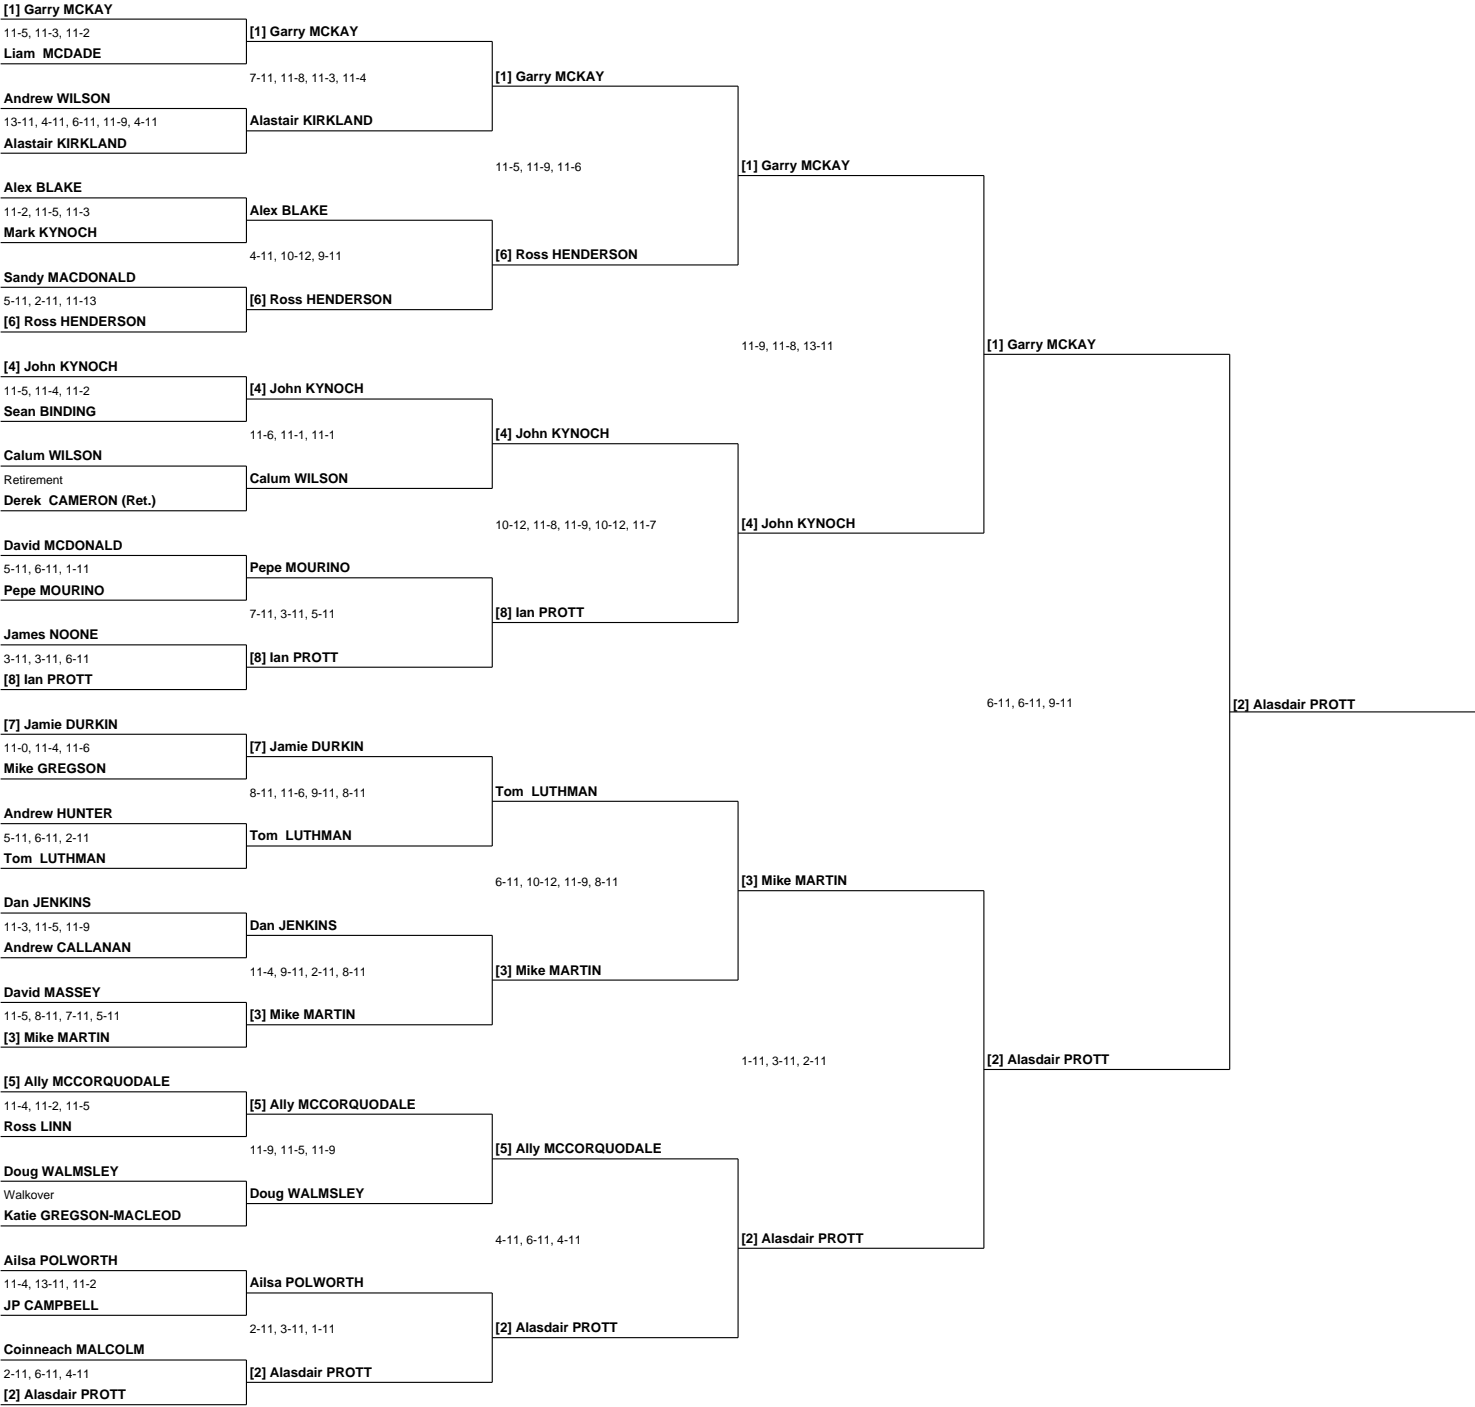 [1] Garry MCKAY
11-5, 11-3, 11-2
Liam  MCDADE
Andrew WILSON
13-11, 4-11, 6-11, 11-9, 4-11
Alastair KIRKLAND
Alex BLAKE
11-2, 11-5, 11-3
Mark KYNOCH
Sandy MACDONALD
5-11, 2-11, 11-13
[6] Ross HENDERSON
[4] John KYNOCH
11-5, 11-4, 11-2
Sean BINDING
Calum WILSON
Retirement
Derek  CAMERON (Ret.)
David MCDONALD
5-11, 6-11, 1-11
Pepe MOURINO
James NOONE
3-11, 3-11, 6-11
[8] Ian PROTT
[7] Jamie DURKIN
11-0, 11-4, 11-6
Mike GREGSON
Andrew HUNTER
5-11, 6-11, 2-11
Tom  LUTHMAN
Dan JENKINS
11-3, 11-5, 11-9
Andrew CALLANAN
David MASSEY
11-5, 8-11, 7-11, 5-11
[3] Mike MARTIN
[5] Ally MCCORQUODALE
11-4, 11-2, 11-5
Ross LINN
Doug WALMSLEY
Walkover
Katie GREGSON-MACLEOD
Ailsa POLWORTH
11-4, 13-11, 11-2
JP CAMPBELL
Coinneach MALCOLM
2-11, 6-11, 4-11
[2] Alasdair PROTT
[1] Garry MCKAY
7-11, 11-8, 11-3, 11-4
Alastair KIRKLAND
Alex BLAKE
4-11, 10-12, 9-11
[6] Ross HENDERSON
[4] John KYNOCH
11-6, 11-1, 11-1
Calum WILSON
Pepe MOURINO
7-11, 3-11, 5-11
[8] Ian PROTT
[7] Jamie DURKIN
8-11, 11-6, 9-11, 8-11
Tom  LUTHMAN
Dan JENKINS
11-4, 9-11, 2-11, 8-11
[3] Mike MARTIN
[5] Ally MCCORQUODALE
11-9, 11-5, 11-9
Doug WALMSLEY
Ailsa POLWORTH
2-11, 3-11, 1-11
[2] Alasdair PROTT
[1] Garry MCKAY
11-5, 11-9, 11-6
[6] Ross HENDERSON
[4] John KYNOCH
10-12, 11-8, 11-9, 10-12, 11-7
[8] Ian PROTT
Tom  LUTHMAN
6-11, 10-12, 11-9, 8-11
[3] Mike MARTIN
[5] Ally MCCORQUODALE
4-11, 6-11, 4-11
[2] Alasdair PROTT
[1] Garry MCKAY
11-9, 11-8, 13-11
[4] John KYNOCH
[3] Mike MARTIN
1-11, 3-11, 2-11
[2] Alasdair PROTT
[1] Garry MCKAY
6-11, 6-11, 9-11
[2] Alasdair PROTT
[2] Alasdair PROTT